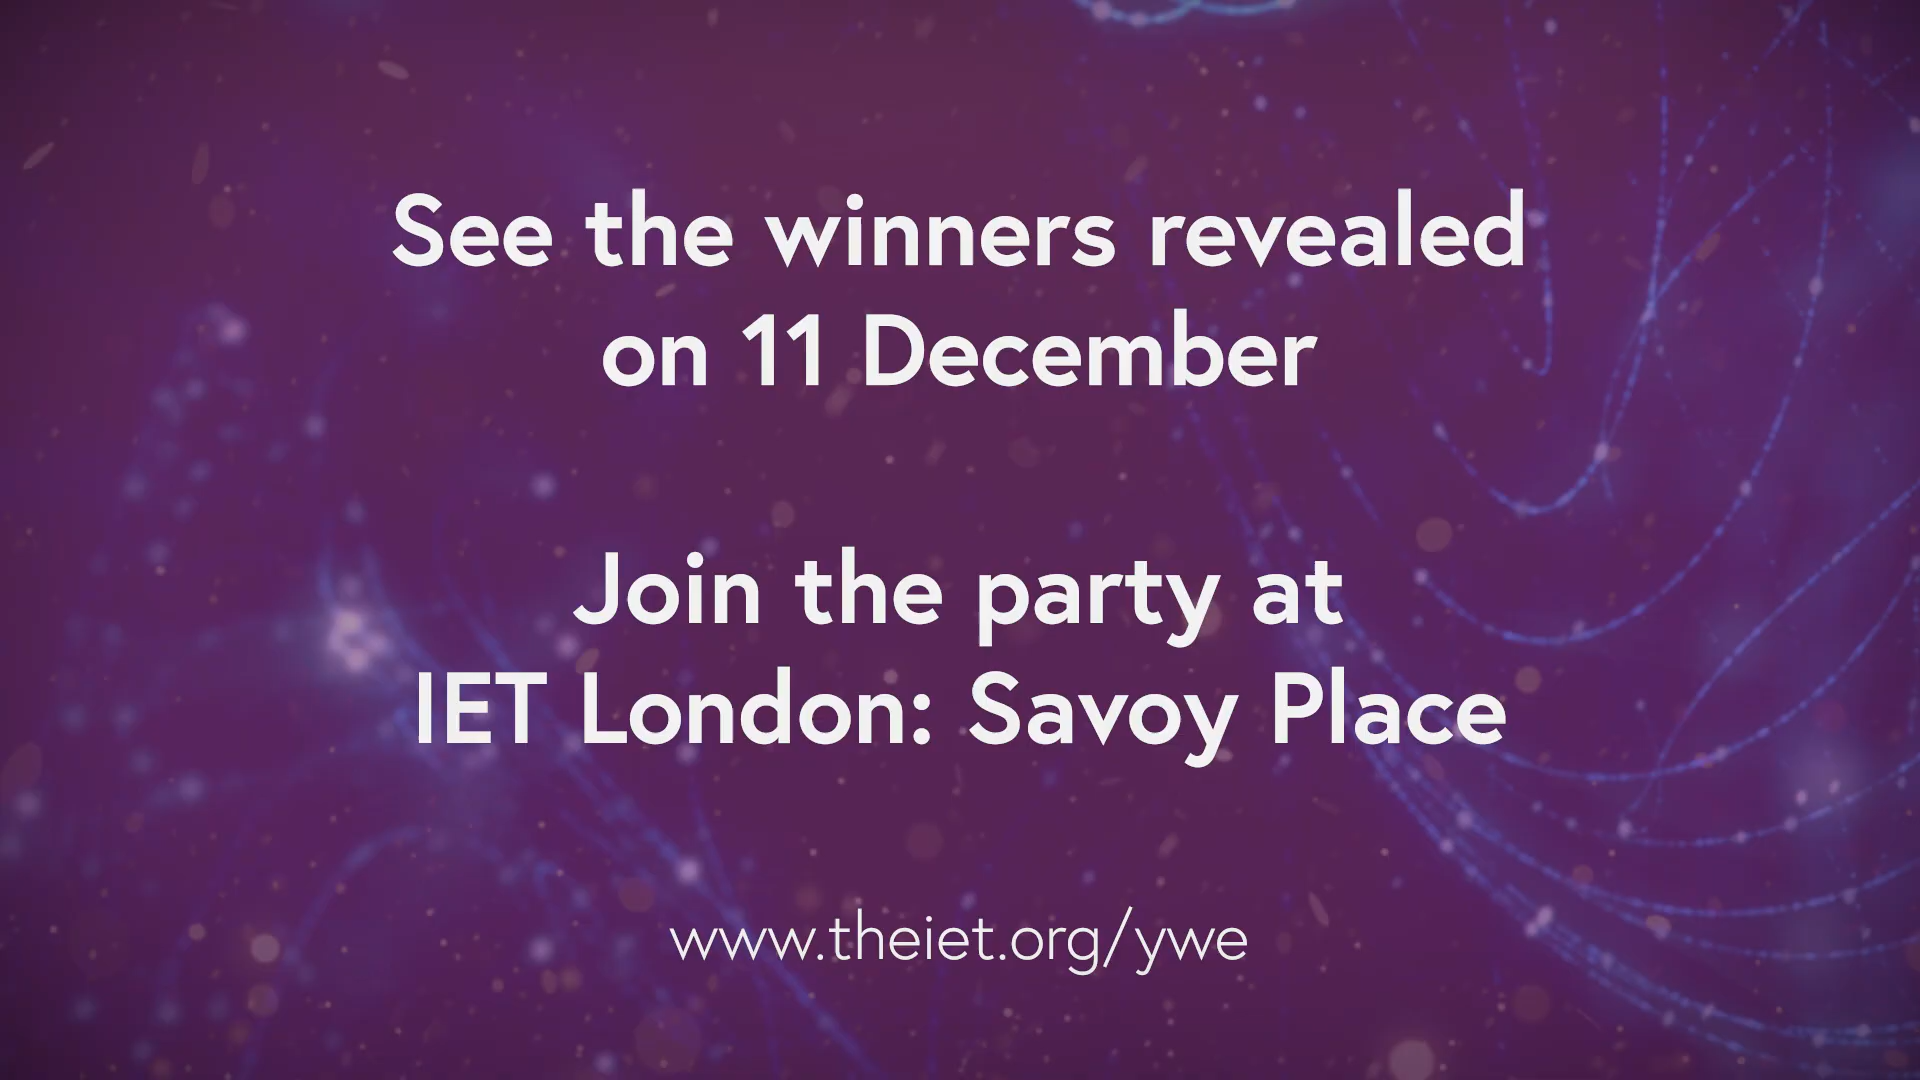 See the winners revealed
on 11 December
Join the party at
IET London: Savoy Place
www.theiet.org/ywe